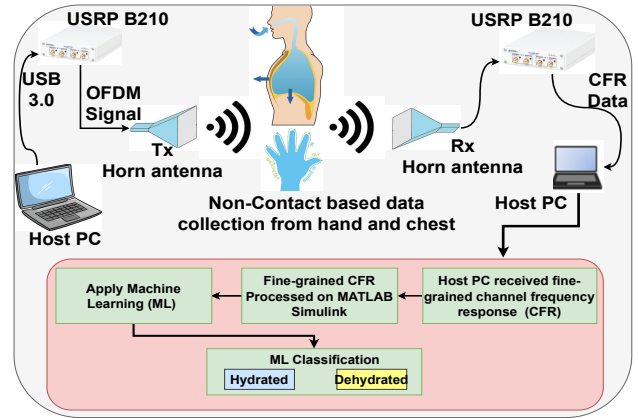 USRP B210
USRP B210
USB
3.0
OFDM
Signal
CFR
Data
Tx
Horn antenna
Rx
Horn antenna
Host PC
Non-Contact based data
collection from hand and chest
Host PC
Apply Machine
Learning (ML)
Fine-grained CFR
Processed on MATLAB
Simulink
Host PC received fine-
grained channel frequency
response (CFR)
ML Classification
Hydrated
Dehydrated